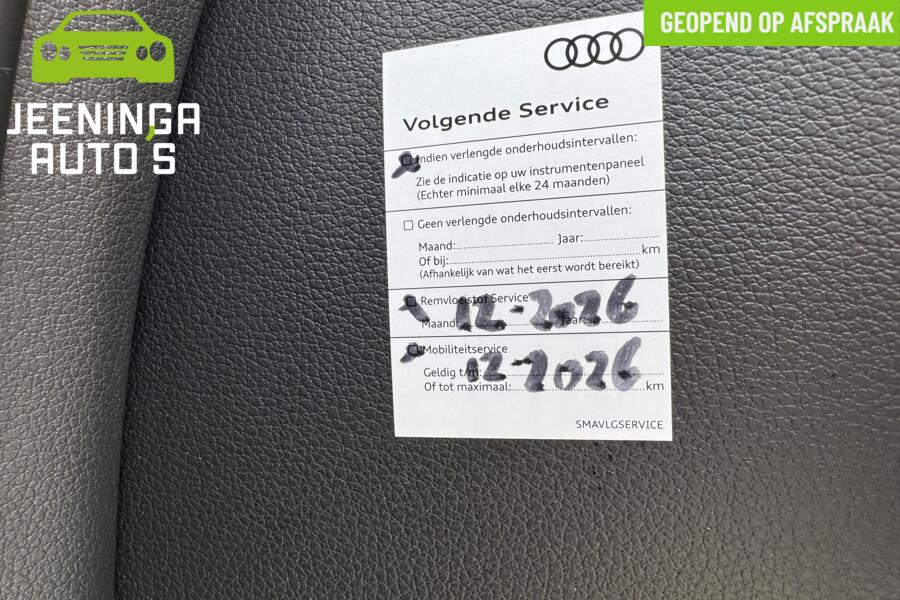 GEOPEND OP AFSPRAAK
JEENINGA
AUTO'S
Volgende Service
Indien verlengde onderhoudsintervallen:
Zie de indicatie op uw instrumentenpaneel
(Echter minimaal elke 24 maanden)
Geen verlengde onderhoudsintervallen:
Maand: Jaar:
Of bij: km
(Afhankelijk van wat het eerst wordt bereikt)
Remvloeistof Service
Maand: 12-2026 Jaar:
Mobiliteitservice
Geldig t/m: 12-2026
Of tot maximaal: km
SMAVLGSERVICE